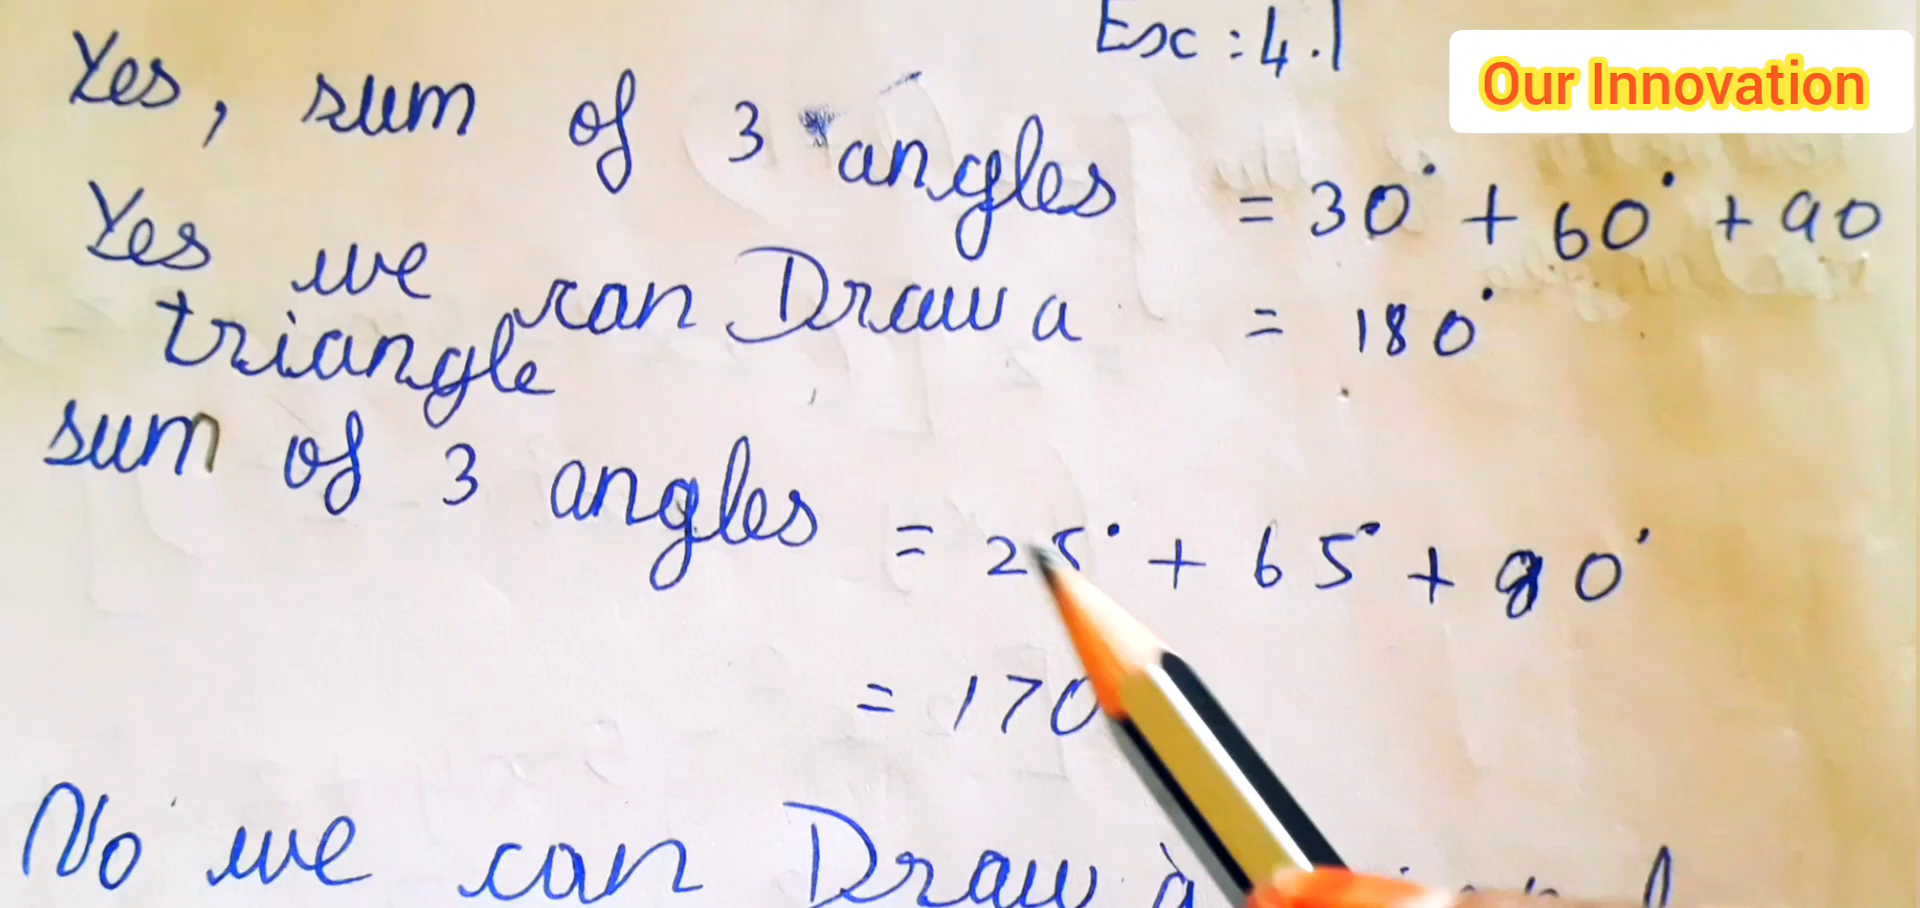 Esc : 4.1
Our Innovation
Yes, sum of 3 angles = 30° + 60° + 90
Yes we can Draw a = 180°
triangle
sum of 3 angles = 25° + 65° + 80°
= 170
No we can Draw a